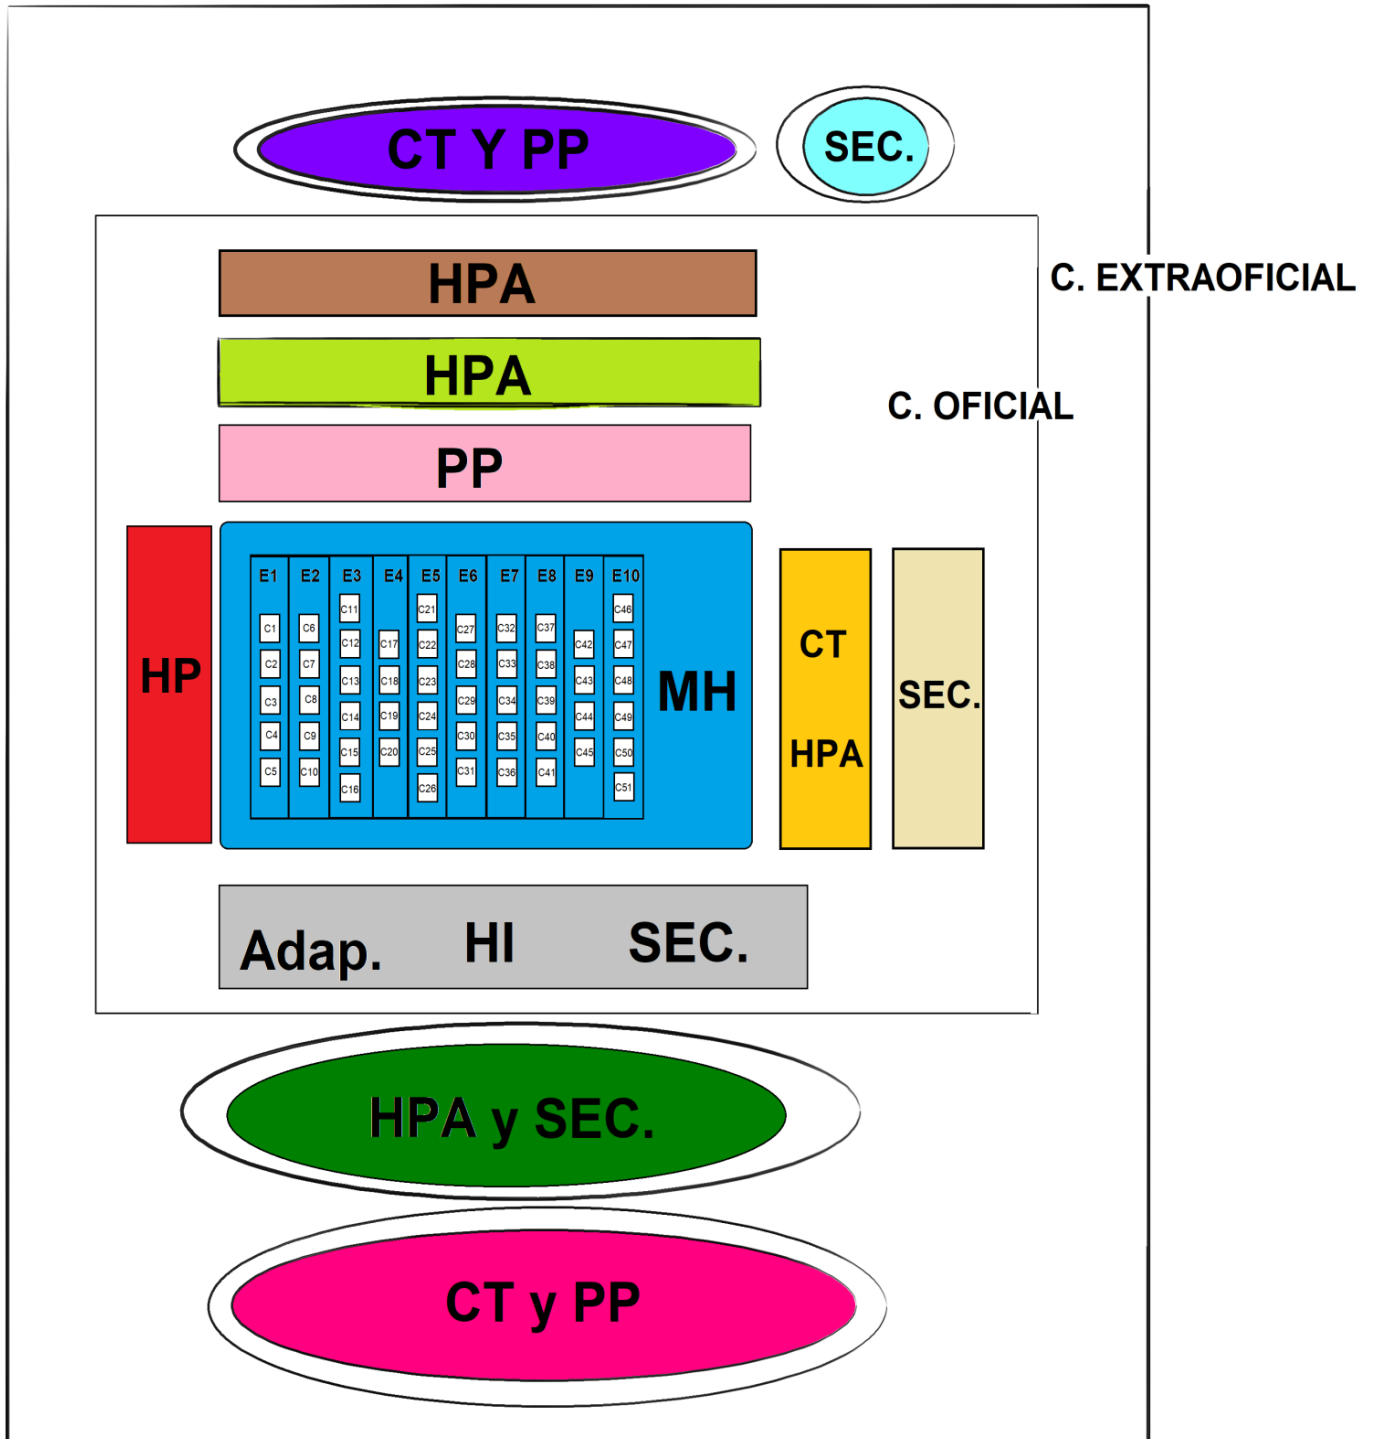 CT Y PP
SEC.
HPA
C. EXTRAOFICIAL
HPA
C. OFICIAL
PP
HP
E1 E2 E3 E4 E5 E6 E7 E8 E9 E10
C1
C2
C3
C4
C5
C6
C7
C8
C9
C10
C11
C12
C13
C14
C15
C16
C17
C18
C19
C20
C21
C22
C23
C24
C25
C26
C27
C28
C29
C30
C31
C32
C33
C34
C35
C36
C37
C38
C39
C40
C41
C42
C43
C44
C45
C46
C47
C48
C49
C50
C51
MH
CT
HPA
SEC.
Adap. HI SEC.
HPA y SEC.
CT y PP